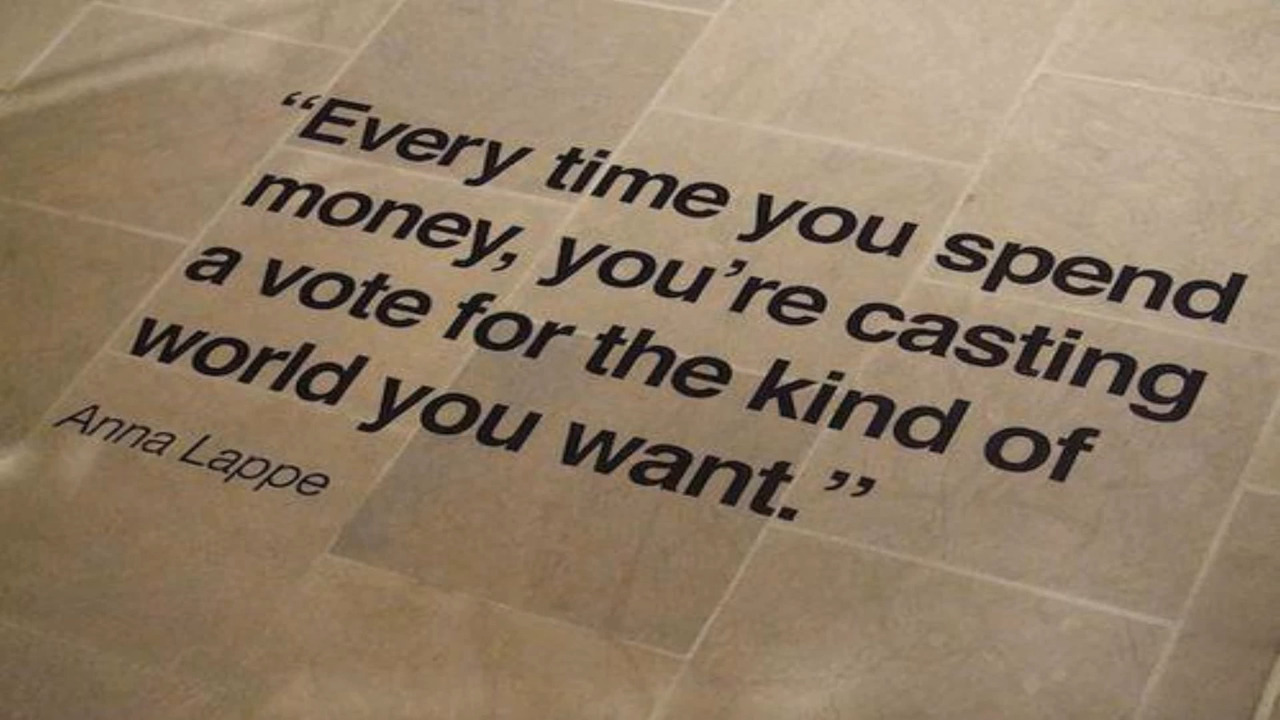 “Every time you spend
money, you’re casting
a vote for the kind of
world you want.”
Anna Lappe